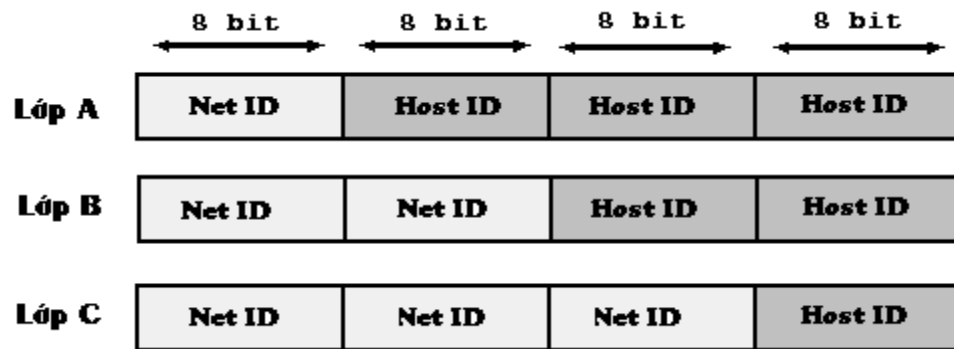 8 bit 8 bit 8 bit 8 bit
Lớp A Net ID Host ID Host ID Host ID
Lớp B Net ID Net ID Host ID Host ID
Lớp C Net ID Net ID Net ID Host ID